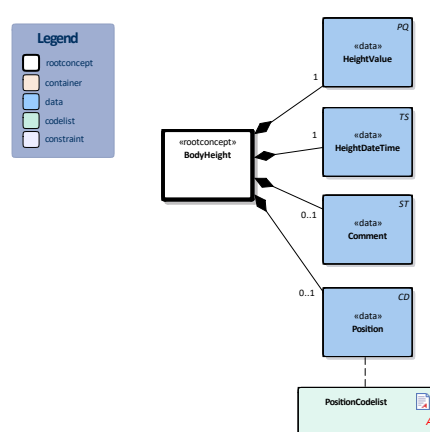 Legend
rootconcept
container
data
codelist
constraint
PQ
«data»
HeightValue
1
TS
«data»
HeightDateTime
1
«rootconcept»
BodyHeight
ST
«data»
Comment
0..1
CD
«data»
Position
0..1
PositionCodelist